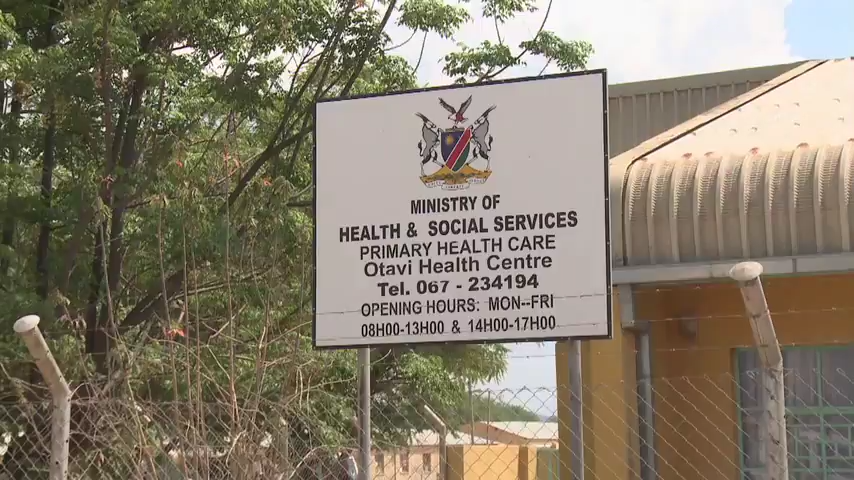 MINISTRY OF
HEALTH & SOCIAL SERVICES
PRIMARY HEALTH CARE
Otavi Health Centre
Tel. 067 - 234194
OPENING HOURS: MON--FRI
08H00-13H00 & 14H00-17H00